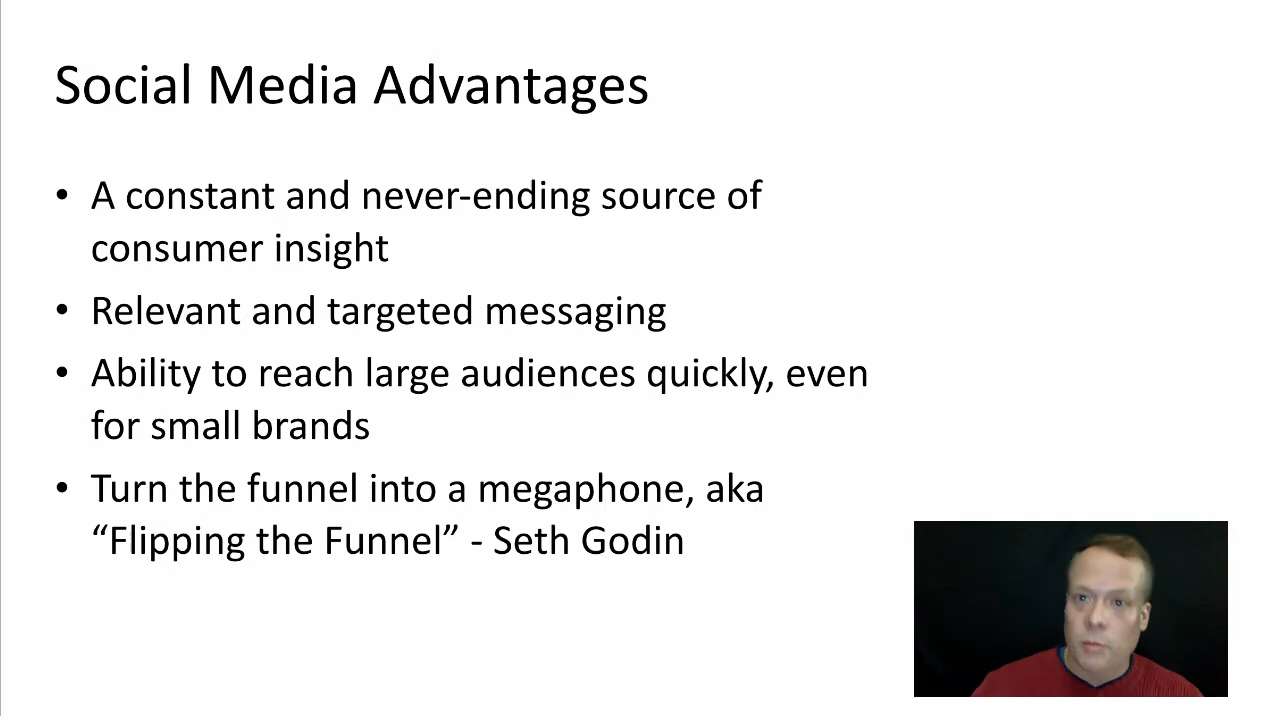 Social Media Advantages
• A constant and never-ending source of
consumer insight
• Relevant and targeted messaging
• Ability to reach large audiences quickly, even
for small brands
• Turn the funnel into a megaphone, aka
“Flipping the Funnel” - Seth Godin